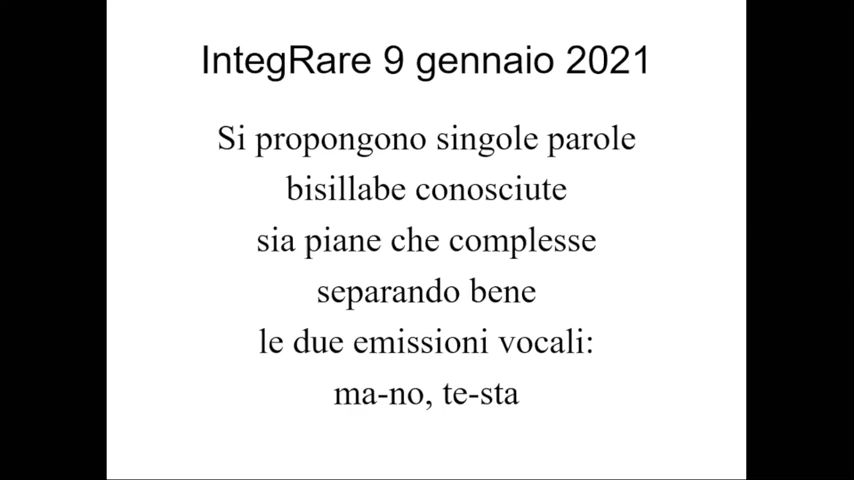 IntegRare 9 gennaio 2021
Si propongono singole parole
bisillabe conosciute
sia piane che complesse
separando bene
le due emissioni vocali:
ma-no, te-sta